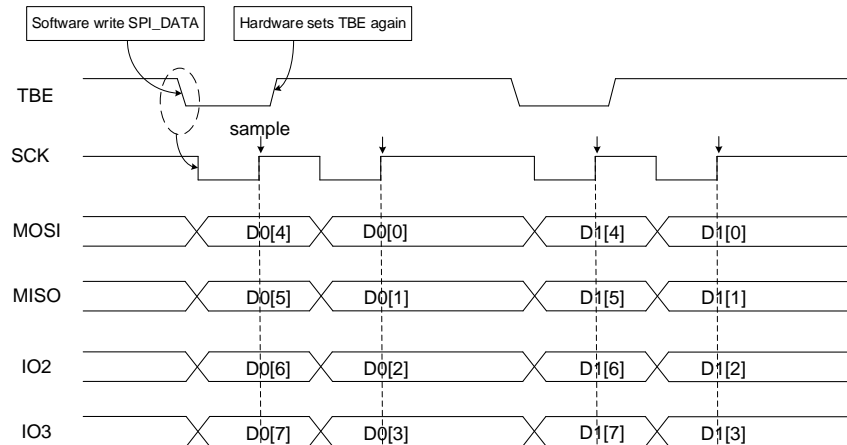 Software write SPI_DATA
Hardware sets TBE again
TBE
sample
SCK
MOSI D0[4] D0[0] D1[4] D1[0]
MISO D0[5] D0[1] D1[5] D1[1]
IO2 D0[6] D0[2] D1[6] D1[2]
IO3 D0[7] D0[3] D1[7] D1[3]